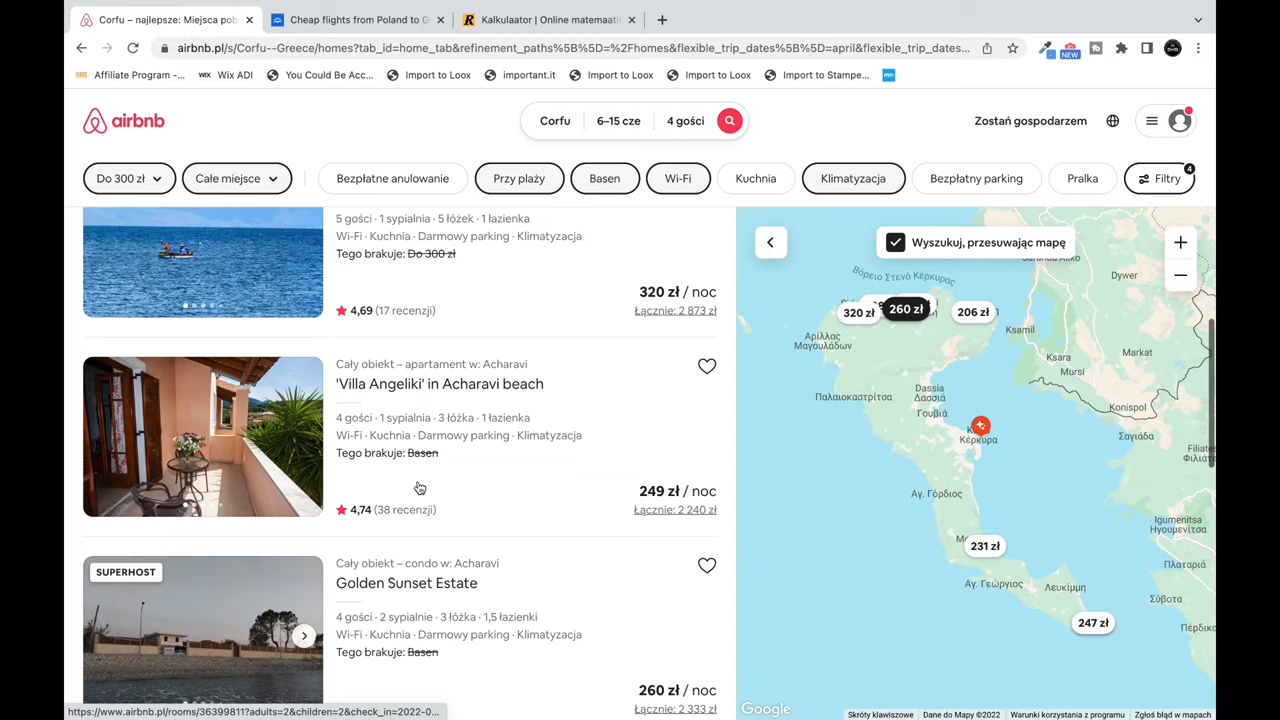 Corfu – najlepsze: Miejsca pob
Cheap flights from Poland to G
Kalkulaator | Online matemaati
airbnb.pl/s/Corfu--Greece/homes?tab_id=home_tab&refinement_paths%5B%5D=%2Fhomes&flexible_trip_dates%5B%5D=april&flexible_trip_dates...
NEW
Affiliate Program -...
WIX
Wix ADI
You Could Be Acc...
Import to Loox
important.it
Import to Loox
Import to Loox
Import to Stampe...
airbnb
Corfu
6–15 cze
4 gości
Zostań gospodarzem
Do 300 zł
Całe miejsce
Bezpłatne anulowanie
Przy plaży
Basen
Wi-Fi
Kuchnia
Klimatyzacja
Bezpłatny parking
Pralka
Filtry
4
5 gości · 1 sypialnia · 5 łóżek · 1 łazienka
Wi-Fi · Kuchnia · Darmowy parking · Klimatyzacja
Tego brakuje: Do 300 zł
320 zł / noc
4,69 (17 recenzji)
Łącznie: 2 873 zł
Cały obiekt – apartament w: Acharavi
'Villa Angeliki' in Acharavi beach
4 gości · 1 sypialnia · 3 łóżka · 1 łazienka
Wi-Fi · Kuchnia · Darmowy parking · Klimatyzacja
Tego brakuje: Basen
249 zł / noc
4,74 (38 recenzji)
Łącznie: 2 240 zł
SUPERHOST
Cały obiekt – condo w: Acharavi
Golden Sunset Estate
4 gości · 2 sypialnie · 3 łóżka · 1,5 łazienki
Wi-Fi · Kuchnia · Darmowy parking · Klimatyzacja
Tego brakuje: Basen
260 zł / noc
Łącznie: 2 333 zł
https://www.airbnb.pl/rooms/36399811?adults=2&children=2&check_in=2022-0...
Wyszukuj, przesuwając mapę
Dywer
Βόρειο Στενό Κέρκυρας
320 zł
260 zł
206 zł
Ksamil
Αρίλλας
Μαγουλάδων
Ksara
Markat
Mursi
Dassia
Δασσιά
Παλαιοκαστρίτσα
Γουβιά
Konispol
Κέρκυρα
Σαγιάδα
Filiates
Αγ. Γόρδιος
Igumenitsa
Ηγουμενίτσα
231 zł
Πλαταριά
Αγ. Γεώργιος
Λευκίμμη
Σύβοτα
247 zł
Πέρδικα
Google
Skróty klawiszowe
Dane do Mapy ©2022
Warunki korzystania z programu
Zgłoś błąd w mapach